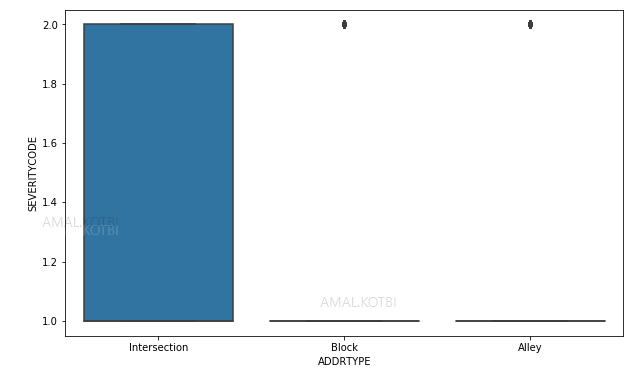 2.0
1.8
1.6
1.4
1.2
1.0
SEVERITYCODE
AMAL.KOTBI
KOTBI
AMAL.KOTBI
Intersection Block Alley
ADDRTYPE